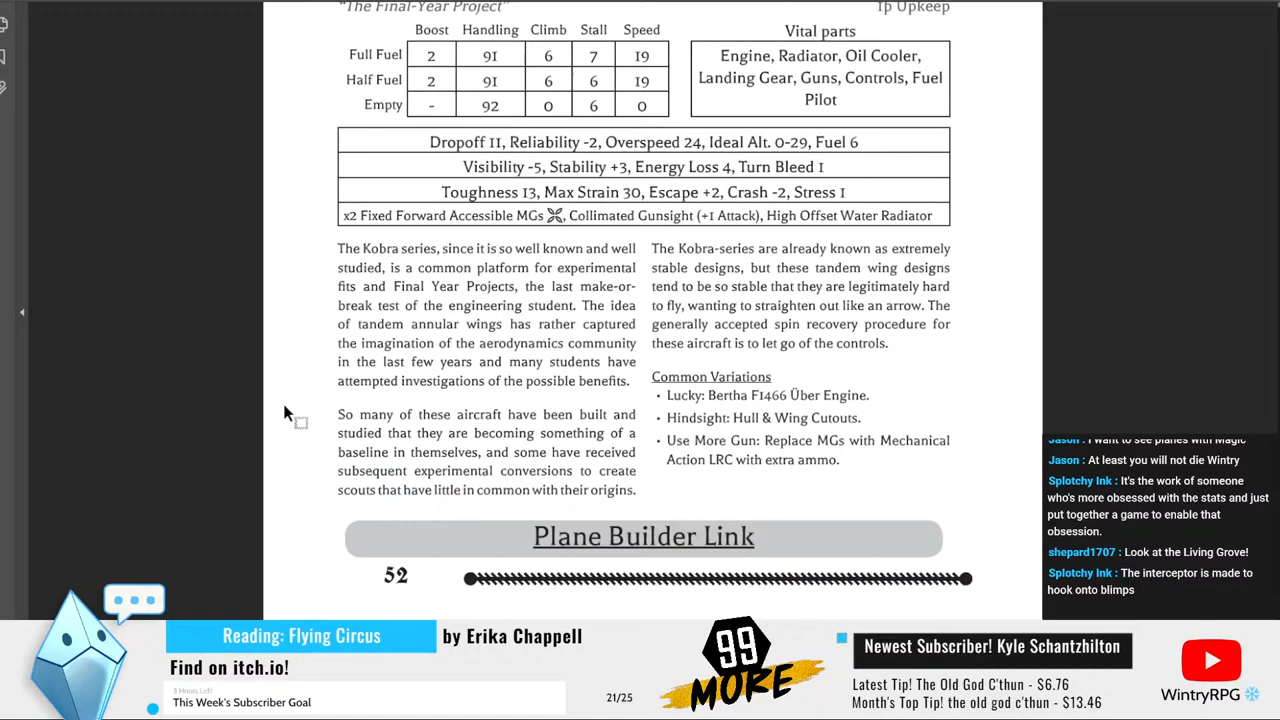 "The Final-Year Project"
1þ Upkeep
Boost Handling Climb Stall Speed
Full Fuel 2 91 6 7 19
Half Fuel 2 91 6 6 19
Empty - 92 0 6 0
Vital parts
Engine, Radiator, Oil Cooler,
Landing Gear, Guns, Controls, Fuel
Pilot
Dropoff 11, Reliability -2, Overspeed 24, Ideal Alt. 0-29, Fuel 6
Visibility -5, Stability +3, Energy Loss 4, Turn Bleed 1
Toughness 13, Max Strain 30, Escape +2, Crash -2, Stress 1
x2 Fixed Forward Accessible MGs, Collimated Gunsight (+1 Attack), High Offset Water Radiator
The Kobra series, since it is so well known and well
studied, is a common platform for experimental
fits and Final Year Projects, the last make-or-
break test of the engineering student. The idea
of tandem annular wings has rather captured
the imagination of the aerodynamics community
in the last few years and many students have
attempted investigations of the possible benefits.
So many of these aircraft have been built and
studied that they are becoming something of a
baseline in themselves, and some have received
subsequent experimental conversions to create
scouts that have little in common with their origins.
The Kobra-series are already known as extremely
stable designs, but these tandem wing designs
tend to be so stable that they are legitimately hard
to fly, wanting to straighten out like an arrow. The
generally accepted spin recovery procedure for
these aircraft is to let go of the controls.
Common Variations
• Lucky: Bertha F1466 Über Engine.
• Hindsight: Hull & Wing Cutouts.
• Use More Gun: Replace MGs with Mechanical
Action LRC with extra ammo.
Plane Builder Link
52
Jason : I want to see planes with Magic
Jason : At least you will not die Wintry
Splotchy Ink : It's the work of someone
who's more obsessed with the stats and just
put together a game to enable that
obsession.
shepard1707 : Look at the Living Grove!
Splotchy Ink : The interceptor is made to
hook onto blimps
Reading: Flying Circus
by Erika Chappell
Find on itch.io!
3 Hours Left
This Week's Subscriber Goal
21/25
99
MORE
Newest Subscriber! Kyle Schantzhilton
Latest Tip! The Old God C'thun - $6.76
Month's Top Tip! the old god c'thun - $13.46
WintryRPG